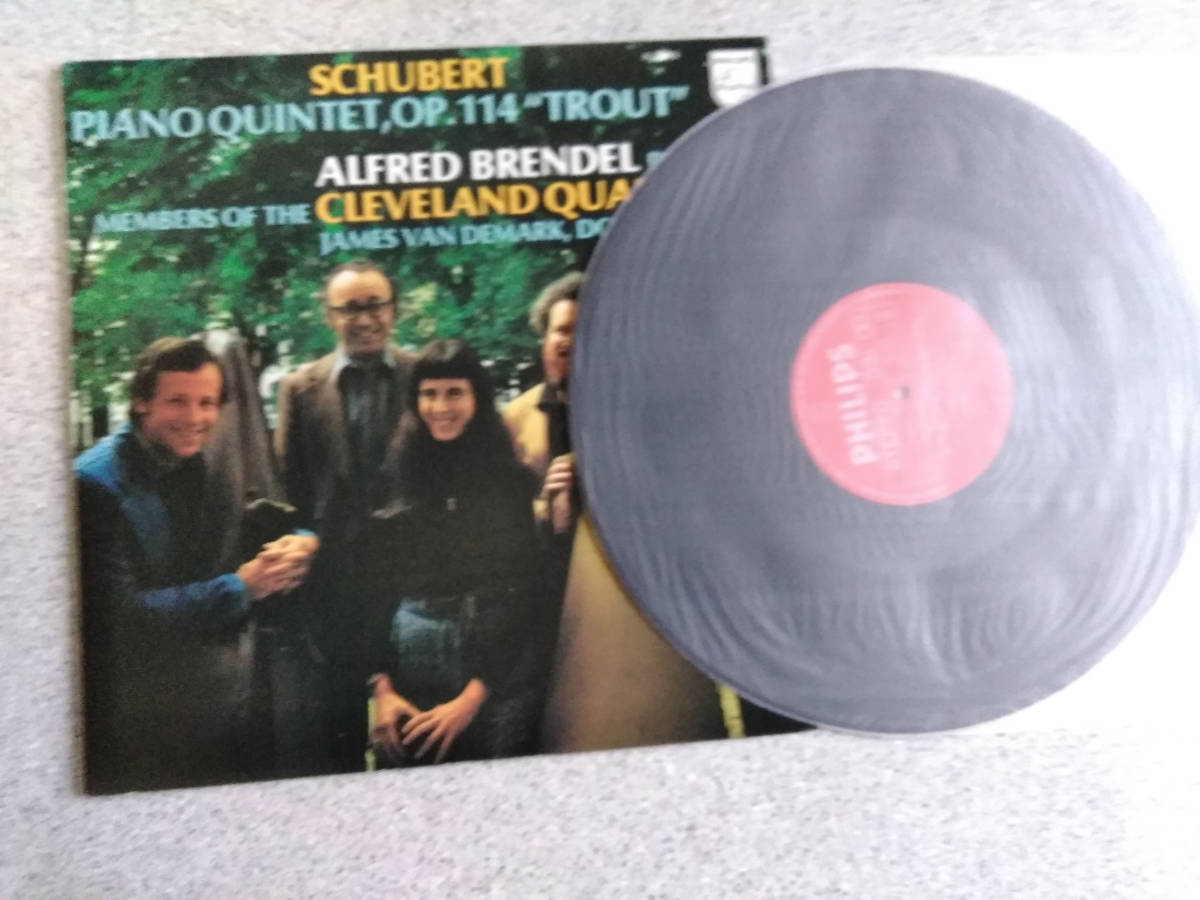 SCHUBERT
PIANO QUINTET, OP. 114 "TROUT"
ALFRED BRENDEL
MEMBERS OF THE CLEVELAND QUA
JAMES VAN DEMARK, DO
PHILIPS